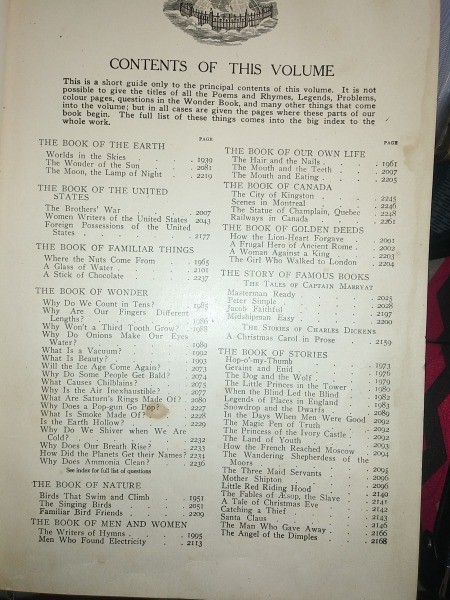 CONTENTS OF THIS VOLUME
This is a short guide only to the principal contents of this volume. It is not
possible to give the titles of all the Poems and Rhymes, Legends, Problems,
colour pages, questions in the Wonder Book, and many other things that come
into the volume; but in all cases are given the pages where these parts of our
book begin. The full list of these things comes into the big index to the
whole work.
PAGE
THE BOOK OF THE EARTH
Worlds in the Skies 1939
The Wonder of the Sun 2081
The Moon, the Lamp of Night 2219
THE BOOK OF THE UNITED
STATES
The Brothers' War 2007
Women Writers of the United States 2043
Foreign Possessions of the United
States 2177
THE BOOK OF FAMILIAR THINGS
Where the Nuts Come From 1965
A Glass of Water 2101
A Stick of Chocolate 2237
THE BOOK OF WONDER
Why Do We Count in Tens? 1985
Why Are Our Fingers Different
Lengths? 1986
Why Won't a Third Tooth Grow? 1988
Why Do Onions Make Our Eyes
Water? 1989
What Is a Vacuum? 1992
What Is Beauty? 1993
Will the Ice Come Again? 2073
Why Do Some People Get Bald? 2074
What Causes Chilblains? 2075
Why Is the Air Inexhaustible? 2077
What Are Saturn's Rings Made Of? 2080
Why Does a Pop-gun Go Pop? 2227
What Is Smoke Made Of? 2228
Is the Earth Hollow? 2229
Why Do We Shiver when We Are
Cold? 2232
Why Does Our Breath Rise? 2233
How Did the Planets Get their Names? 2233
Why Does Ammonia Clean? 2236
See index for full list of questions
THE BOOK OF NATURE
Birds That Swim and Climb 1951
The Singing Birds 2051
Familiar Bird Friends 2209
THE BOOK OF MEN AND WOMEN
The Writers of Hymns 1995
Men Who Found Electricity 2113
PAGE
THE BOOK OF OUR OWN LIFE
The Hair and the Nails 1961
The Mouth and the Teeth 2097
The Mouth and Eating 2205
THE BOOK OF CANADA
The City of Kingston 2245
Scenes in Montreal 2246
The Statue of Champlain, Quebec 2248
Railways in Canada 2261
THE BOOK OF GOLDEN DEEDS
How the Lion-Heart Forgave 2001
A Frugal Hero of Ancient Rome 2002
A Woman Against a King 2203
The Girl Who Walked to London 2204
THE STORY OF FAMOUS BOOKS
THE TALES OF CAPTAIN MARRYAT
Masterman Ready 2025
Peter Simple 2028
Jacob Faithful 2197
Midshipman Easy 2200
THE STORIES OF CHARLES DICKENS
A Christmas Carol in Prose 2159
THE BOOK OF STORIES
Hop-o'-my-Thumb 1973
Geraint and Enid 1976
The Dog and the Wolf 1979
The Little Princes in the Tower 1980
When the Blind Led the Blind 1982
Legends of Places in England 1983
Snowdrop and the Dwarfs 2089
In the Days When Men Were Good 2092
The Magic Pen of Truth 2092
The Princess of the Ivory Castle 2092
The Land of Youth 2093
How the French Reached Moscow 2094
The Wandering Shepherdess of the
Moors 2095
The Three Maid Servants 2096
Mother Shipton 2096
Little Red Riding Hood 2096
The Fables of Æsop, the Slave 2140
A Tale of Christmas Eve 2141
Catching a Thief 2142
Santa Claus 2143
The Man Who Gave Away 2146
The Angel of the Dimples 2168